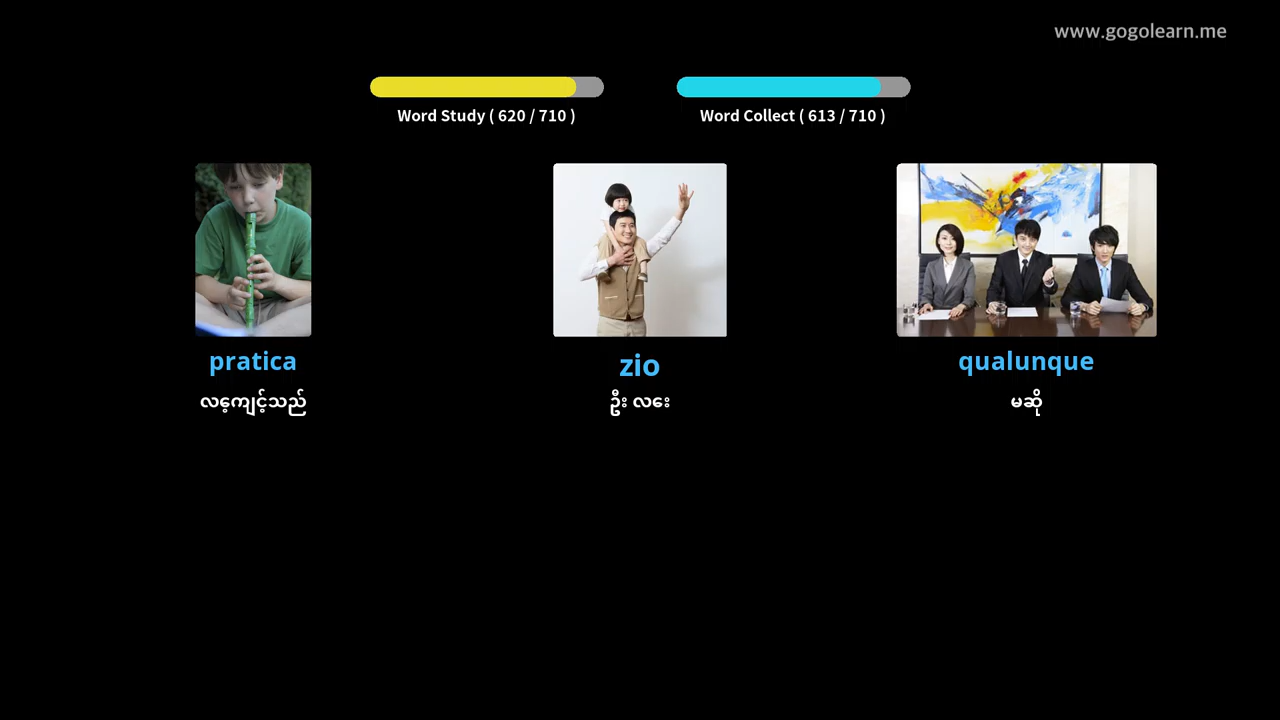 www.gogolearn.me
Word Study ( 620 / 710 )
Word Collect ( 613 / 710 )
pratica
zio
qualunque
လေ့ကျင့်သည်
ဦး လေး
မဆို